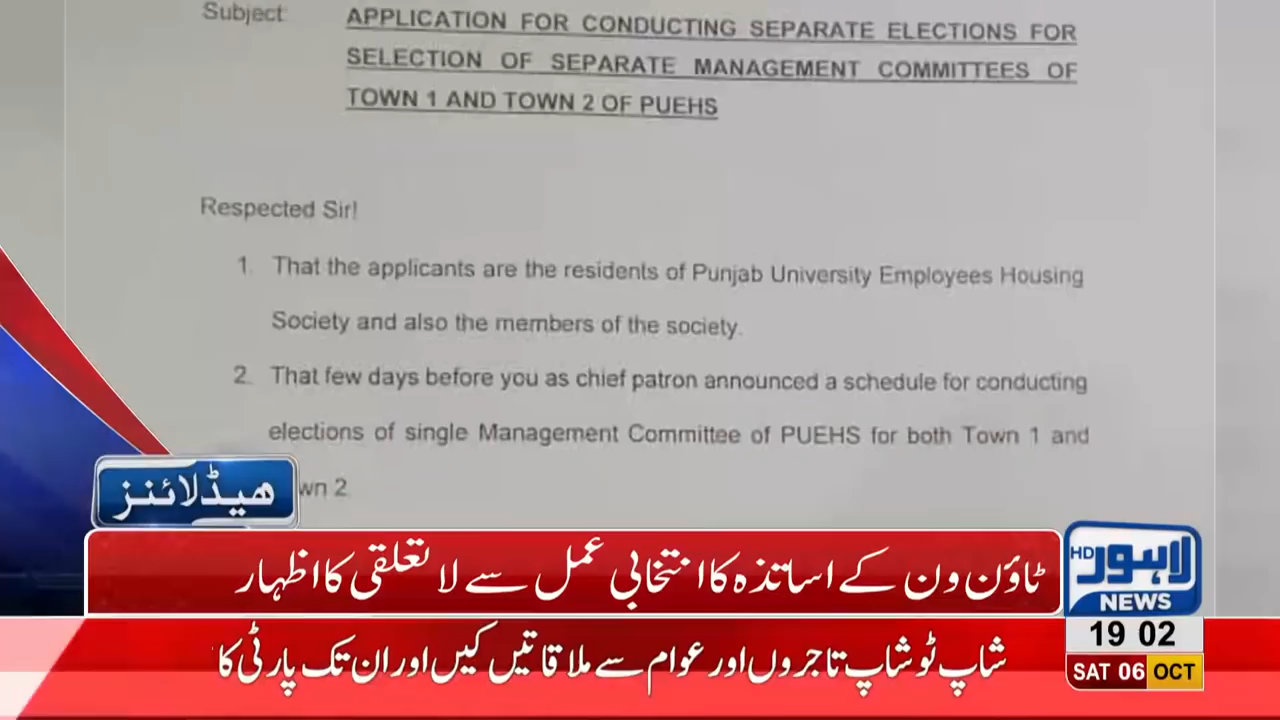 Subject:
APPLICATION FOR CONDUCTING SEPARATE ELECTIONS FOR
SELECTION OF SEPARATE MANAGEMENT COMMITTEES OF
TOWN 1 AND TOWN 2 OF PUEHS
Respected Sir!
1. That the applicants are the residents of Punjab University Employees Housing
Society and also the members of the society.
2. That few days before you as chief patron announced a schedule for conducting
elections of single Management Committee of PUEHS for both Town 1 and
wn 2
ھیڈلائنز
ٹاؤن ون کے اساتذہ کا انتخابی عمل سے لاتعلقی کا اظہار
HD لاہور
NEWS
19 02
SAT 06 OCT
شاپ ٹو شاپ تاجروں اور عوام سے ملاقاتیں کیس اور ان تک پارٹی کا